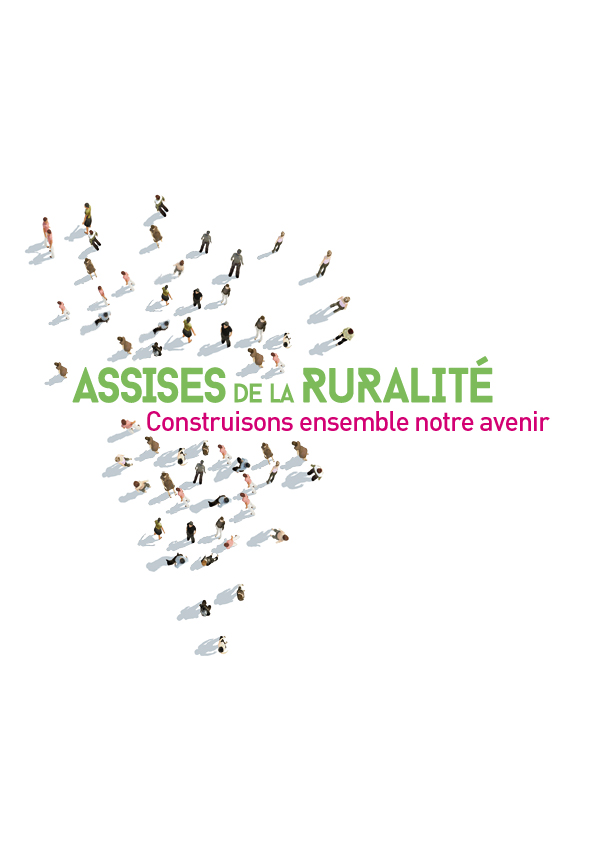 ASSISES DE LA RURALITÉ
Construisons ensemble notre avenir